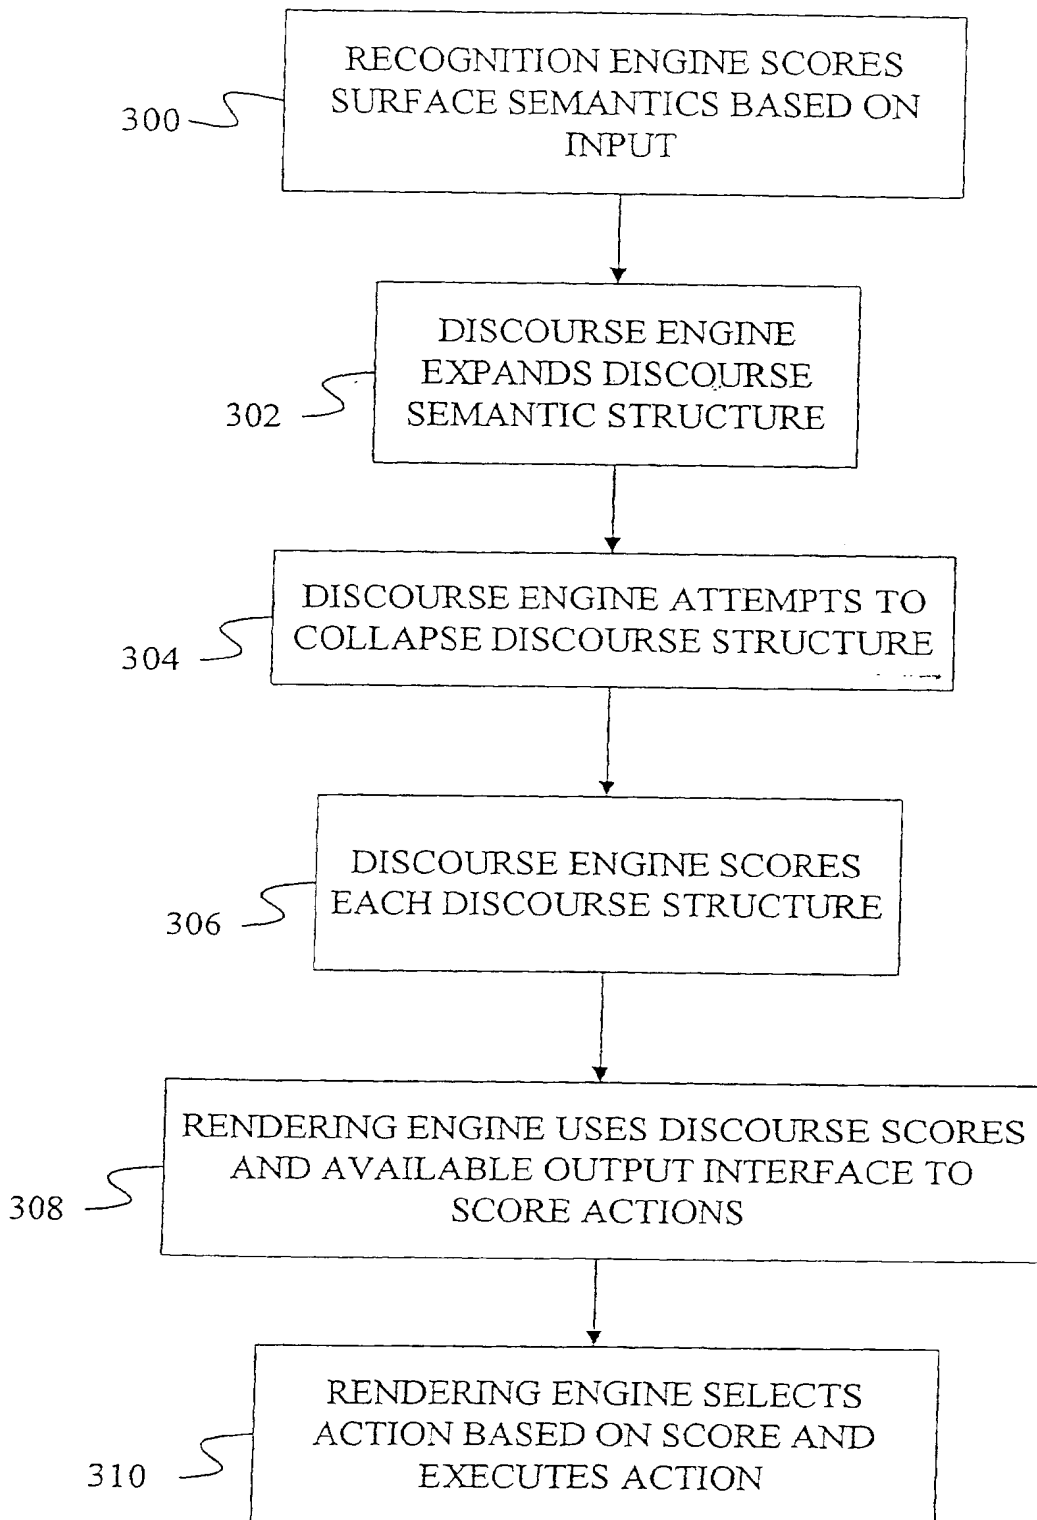 RECOGNITION ENGINE SCORES
SURFACE SEMANTICS BASED ON
INPUT
300
DISCOURSE ENGINE
EXPANDS DISCOURSE
SEMANTIC STRUCTURE
302
DISCOURSE ENGINE ATTEMPTS TO
COLLAPSE DISCOURSE STRUCTURE
304
DISCOURSE ENGINE SCORES
EACH DISCOURSE STRUCTURE
306
RENDERING ENGINE USES DISCOURSE SCORES
AND AVAILABLE OUTPUT INTERFACE TO
SCORE ACTIONS
308
RENDERING ENGINE SELECTS
ACTION BASED ON SCORE AND
EXECUTES ACTION
310